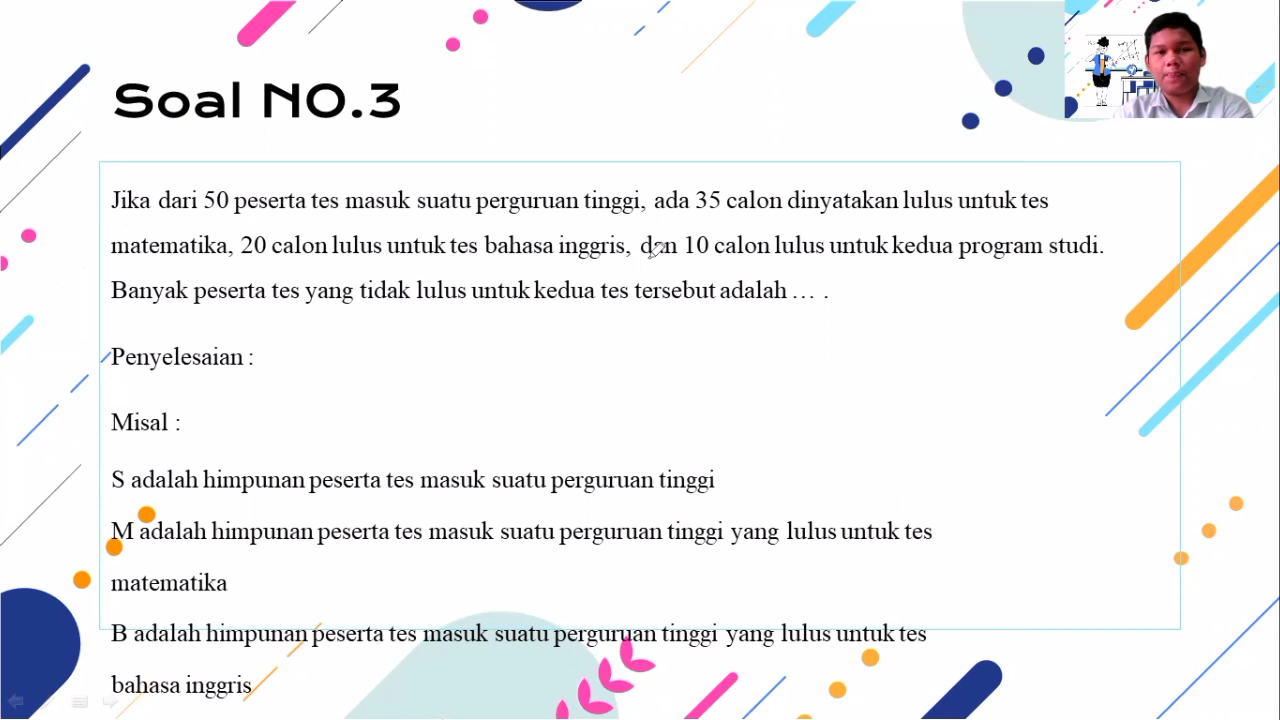 Soal NO.3
Jika dari 50 peserta tes masuk suatu perguruan tinggi, ada 35 calon dinyatakan lulus untuk tes
matematika, 20 calon lulus untuk tes bahasa inggris, dan 10 calon lulus untuk kedua program studi.
Banyak peserta tes yang tidak lulus untuk kedua tes tersebut adalah … .
Penyelesaian :
Misal :
S adalah himpunan peserta tes masuk suatu perguruan tinggi
M adalah himpunan peserta tes masuk suatu perguruan tinggi yang lulus untuk tes
matematika
B adalah himpunan peserta tes masuk suatu perguruan tinggi yang lulus untuk tes
bahasa inggris